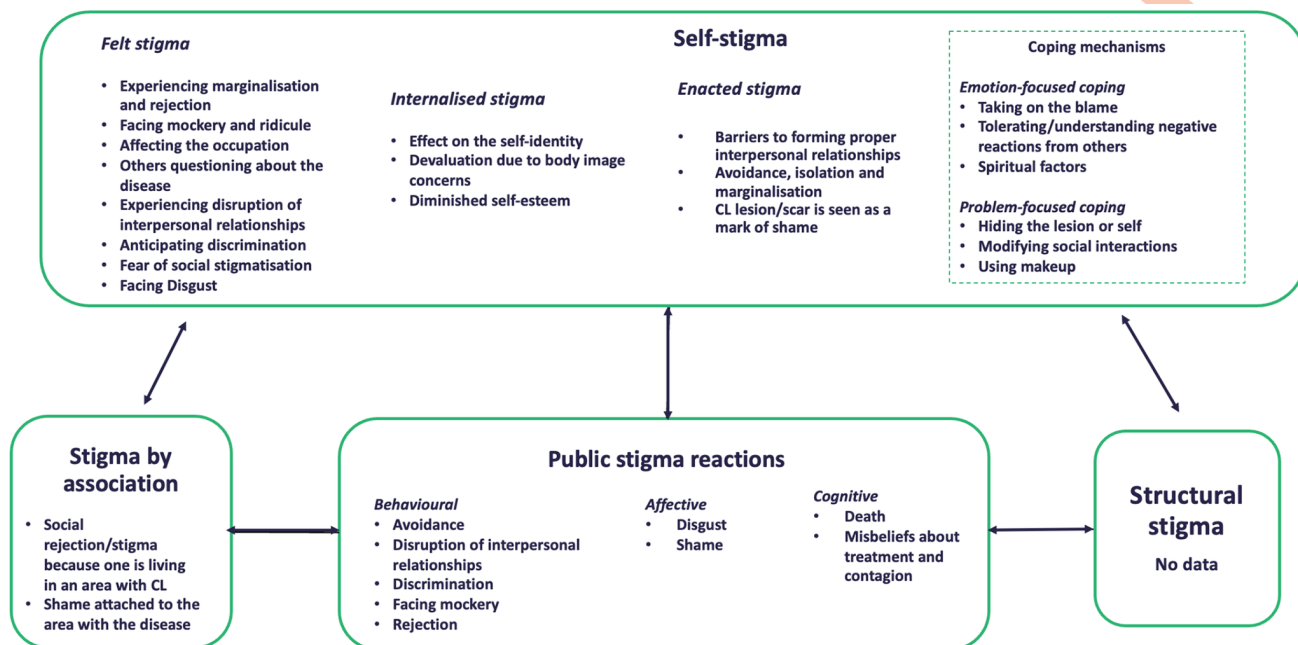 Self-stigma
Felt stigma
• Experiencing marginalisation
and rejection
• Facing mockery and ridicule
• Affecting the occupation
• Others questioning about the
disease
• Experiencing disruption of
interpersonal relationships
• Anticipating discrimination
• Fear of social stigmatisation
• Facing Disgust
Internalised stigma
• Effect on the self-identity
• Devaluation due to body image
concerns
• Diminished self-esteem
Enacted stigma
• Barriers to forming proper
interpersonal relationships
• Avoidance, isolation and
marginalisation
• CL lesion/scar is seen as a
mark of shame
Coping mechanisms
Emotion-focused coping
• Taking on the blame
• Tolerating/understanding negative
reactions from others
• Spiritual factors
Problem-focused coping
• Hiding the lesion or self
• Modifying social interactions
• Using makeup
Stigma by
association
• Social
rejection/stigma
because one is living
in an area with CL
• Shame attached to the
area with the disease
Public stigma reactions
Behavioural
• Avoidance
• Disruption of interpersonal
relationships
• Discrimination
• Facing mockery
• Rejection
Affective
• Disgust
• Shame
Cognitive
• Death
• Misbeliefs about
treatment and
contagion
Structural
stigma
No data